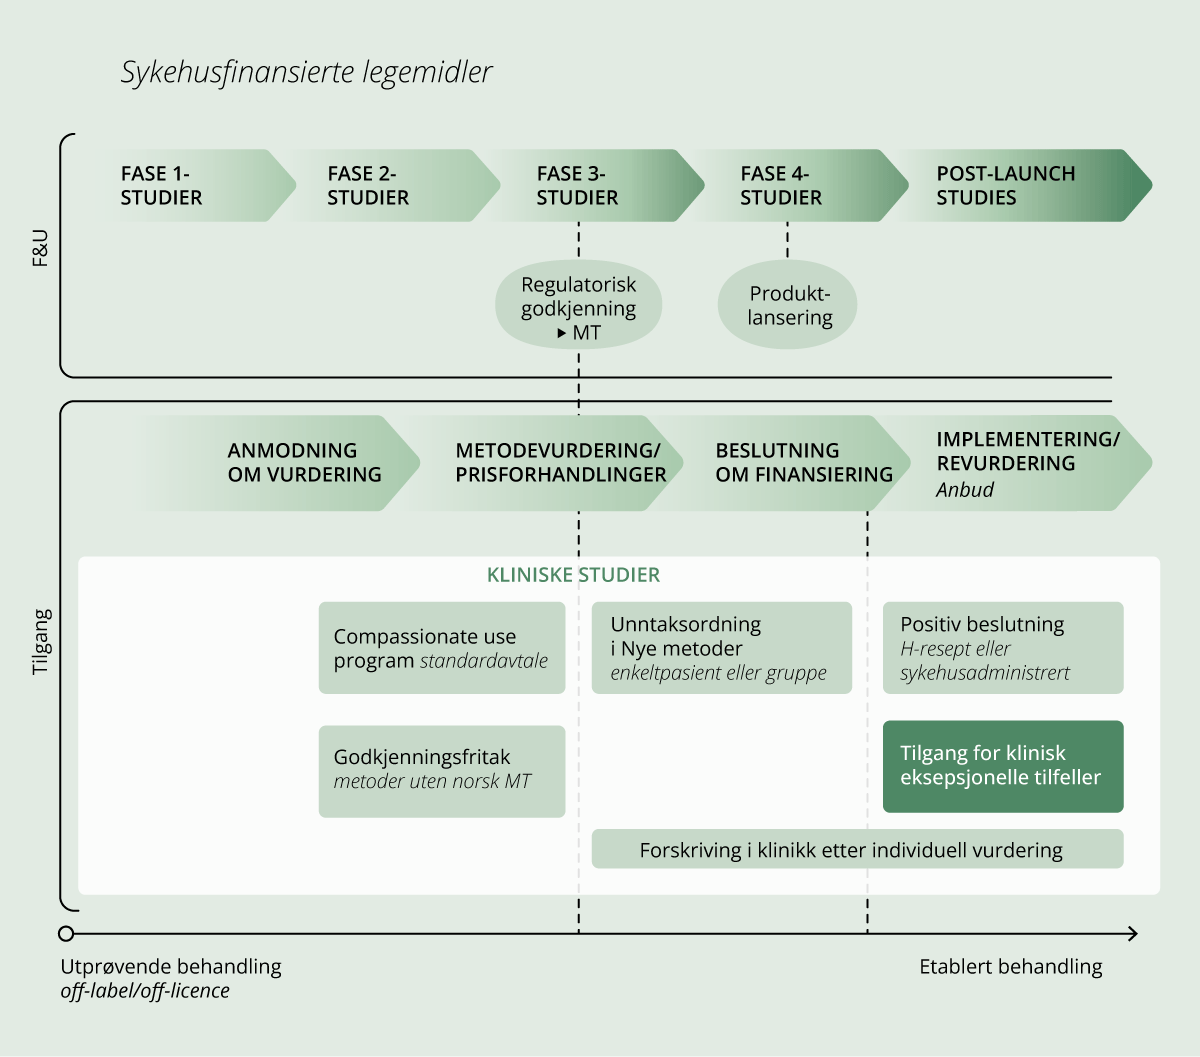 Sykehusfinansierte legemidler
F&U
FASE 1-
STUDIER
FASE 2-
STUDIER
FASE 3-
STUDIER
FASE 4-
STUDIER
POST-LAUNCH
STUDIES
Regulatorisk
godkjenning
▸ MT
Produkt-
lansering
Tilgang
ANMODNING
OM VURDERING
METODEVURDERING/
PRISFORHANDLINGER
BESLUTNING
OM FINANSIERING
IMPLEMENTERING/
REVURDERING
Anbud
KLINISKE STUDIER
Compassionate use
program standardavtale
Unntaksordning
i Nye metoder
enkeltpasient eller gruppe
Positiv beslutning
H-resept eller
sykehusadministrert
Godkjenningsfritak
metoder uten norsk MT
Tilgang for klinisk
eksepsjonelle tilfeller
Forskriving i klinikk etter individuell vurdering
Utprøvende behandling
off-label/off-licence
Etablert behandling